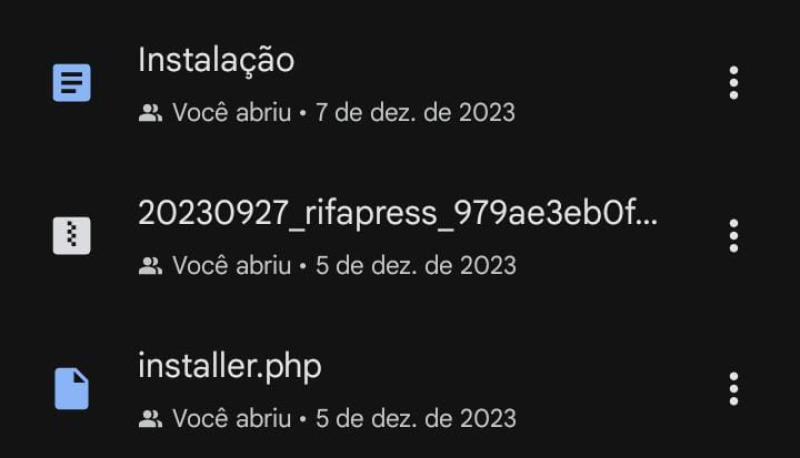 Instalação
Você abriu • 7 de dez. de 2023
20230927_rifapress_979ae3eb0f...
Você abriu • 5 de dez. de 2023
installer.php
Você abriu • 5 de dez. de 2023